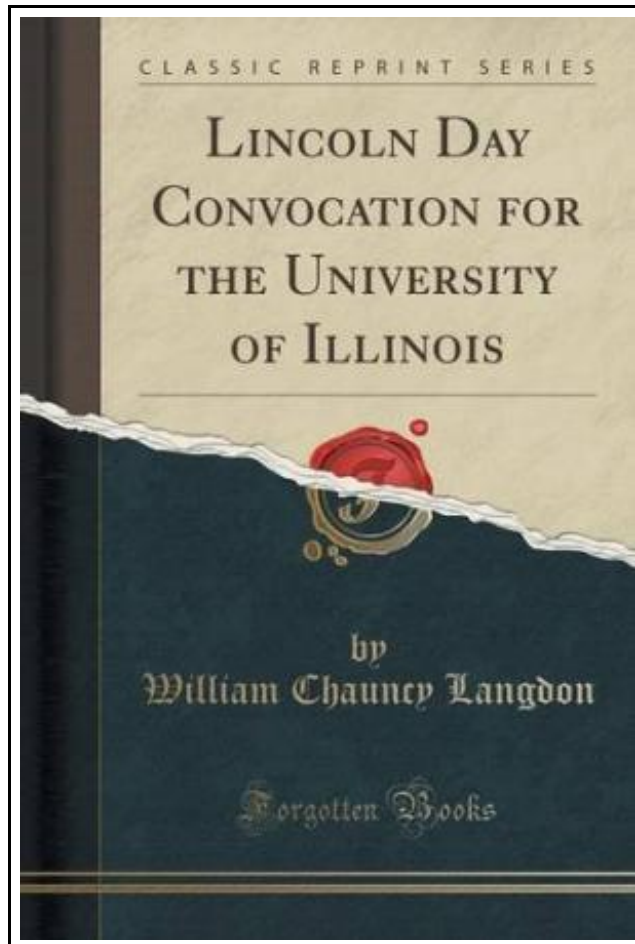 CLASSIC REPRINT SERIES
LINCOLN DAY
CONVOCATION FOR
THE UNIVERSITY
OF ILLINOIS
by
William Chauncy Langdon
Forgotten Books